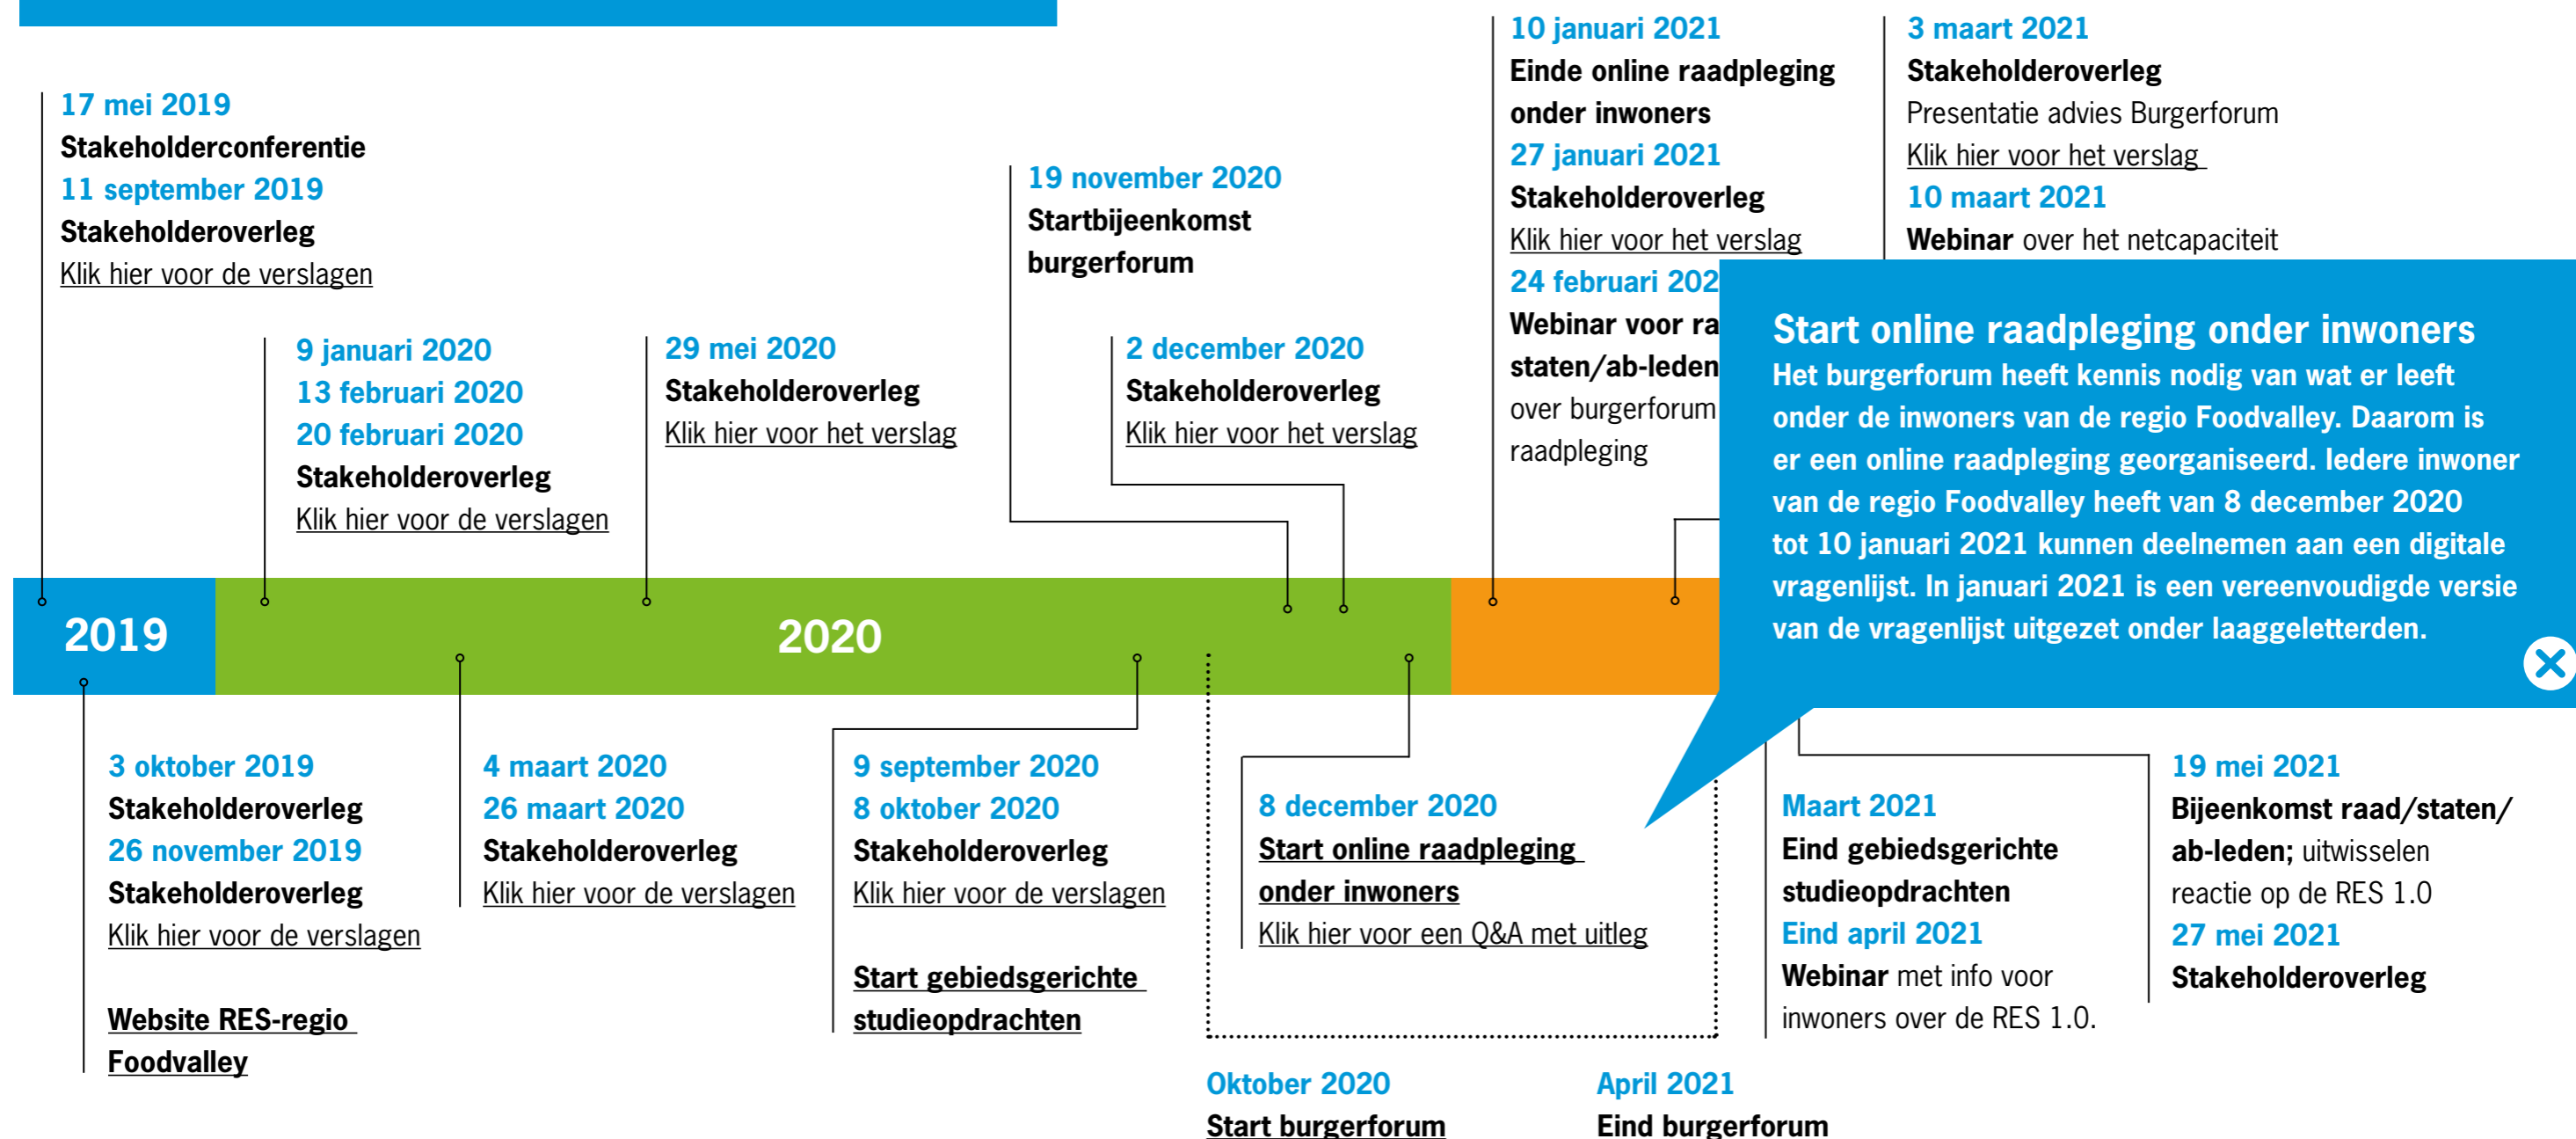 17 mei 2019
Stakeholderconferentie
11 september 2019
Stakeholderoverleg
Klik hier voor de verslagen
9 januari 2020
13 februari 2020
20 februari 2020
Stakeholderoverleg
Klik hier voor de verslagen
29 mei 2020
Stakeholderoverleg
Klik hier voor het verslag
19 november 2020
Startbijeenkomst
burgerforum
2 december 2020
Stakeholderoverleg
Klik hier voor het verslag
10 januari 2021
Einde online raadpleging
onder inwoners
27 januari 2021
Stakeholderoverleg
Klik hier voor het verslag
24 februari 202
Webinar voor ra
staten/ab-leden
over burgerforum
raadpleging
3 maart 2021
Stakeholderoverleg
Presentatie advies Burgerforum
Klik hier voor het verslag
10 maart 2021
Webinar over het netcapaciteit
Start online raadpleging onder inwoners
Het burgerforum heeft kennis nodig van wat er leeft
onder de inwoners van de regio Foodvalley. Daarom is
er een online raadpleging georganiseerd. Iedere inwoner
van de regio Foodvalley heeft van 8 december 2020
tot 10 januari 2021 kunnen deelnemen aan een digitale
vragenlijst. In januari 2021 is een vereenvoudigde versie
van de vragenlijst uitgezet onder laaggeletterden.
2019
2020
3 oktober 2019
Stakeholderoverleg
26 november 2019
Stakeholderoverleg
Klik hier voor de verslagen
Website RES-regio
Foodvalley
4 maart 2020
26 maart 2020
Stakeholderoverleg
Klik hier voor de verslagen
9 september 2020
8 oktober 2020
Stakeholderoverleg
Klik hier voor de verslagen
Start gebiedsgerichte
studieopdrachten
8 december 2020
Start online raadpleging
onder inwoners
Klik hier voor een Q&A met uitleg
Maart 2021
Eind gebiedsgerichte
studieopdrachten
Eind april 2021
Webinar met info voor
inwoners over de RES 1.0.
19 mei 2021
Bijeenkomst raad/staten/
ab-leden; uitwisselen
reactie op de RES 1.0
27 mei 2021
Stakeholderoverleg
Oktober 2020
Start burgerforum
April 2021
Eind burgerforum